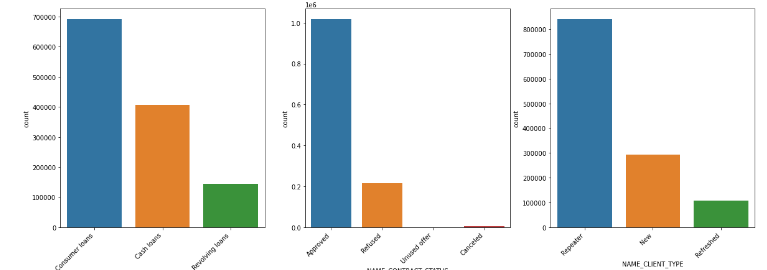 700000
600000
500000
400000
300000
200000
100000
0
count
Consumer loans
Cash loans
Revolving loans
1e6
1.0
0.8
0.6
0.4
0.2
0.0
count
Approved
Refused
Unused offer
Canceled
NAME_CONTRACT_STATUS
800000
700000
600000
500000
400000
300000
200000
100000
0
count
Repeater
New
Refreshed
NAME_CLIENT_TYPE